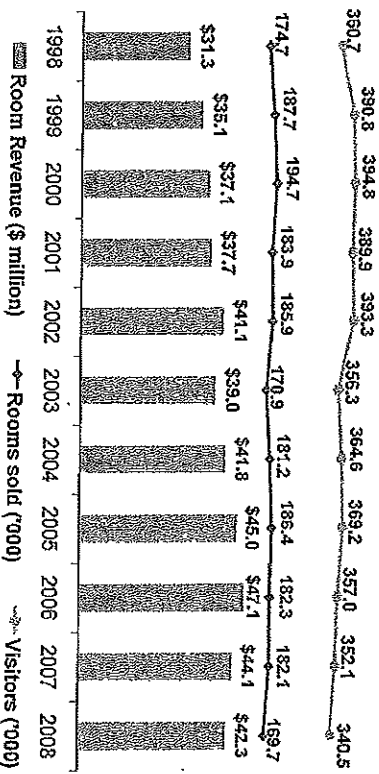 360.7 390.8 394.8 389.9 393.3 356.3 364.6 369.2 357.0 352.1 340.5
174.7 187.7 194.7 183.9 185.9 170.9 181.2 186.4 182.3 182.1 169.7
$31.3 $35.1 $37.1 $37.7 $41.1 $39.0 $41.8 $45.0 $47.1 $44.1 $42.3
1998 1999 2000 2001 2002 2003 2004 2005 2006 2007 2008
Room Revenue ($ million) Rooms sold ('000) Visitors ('000)